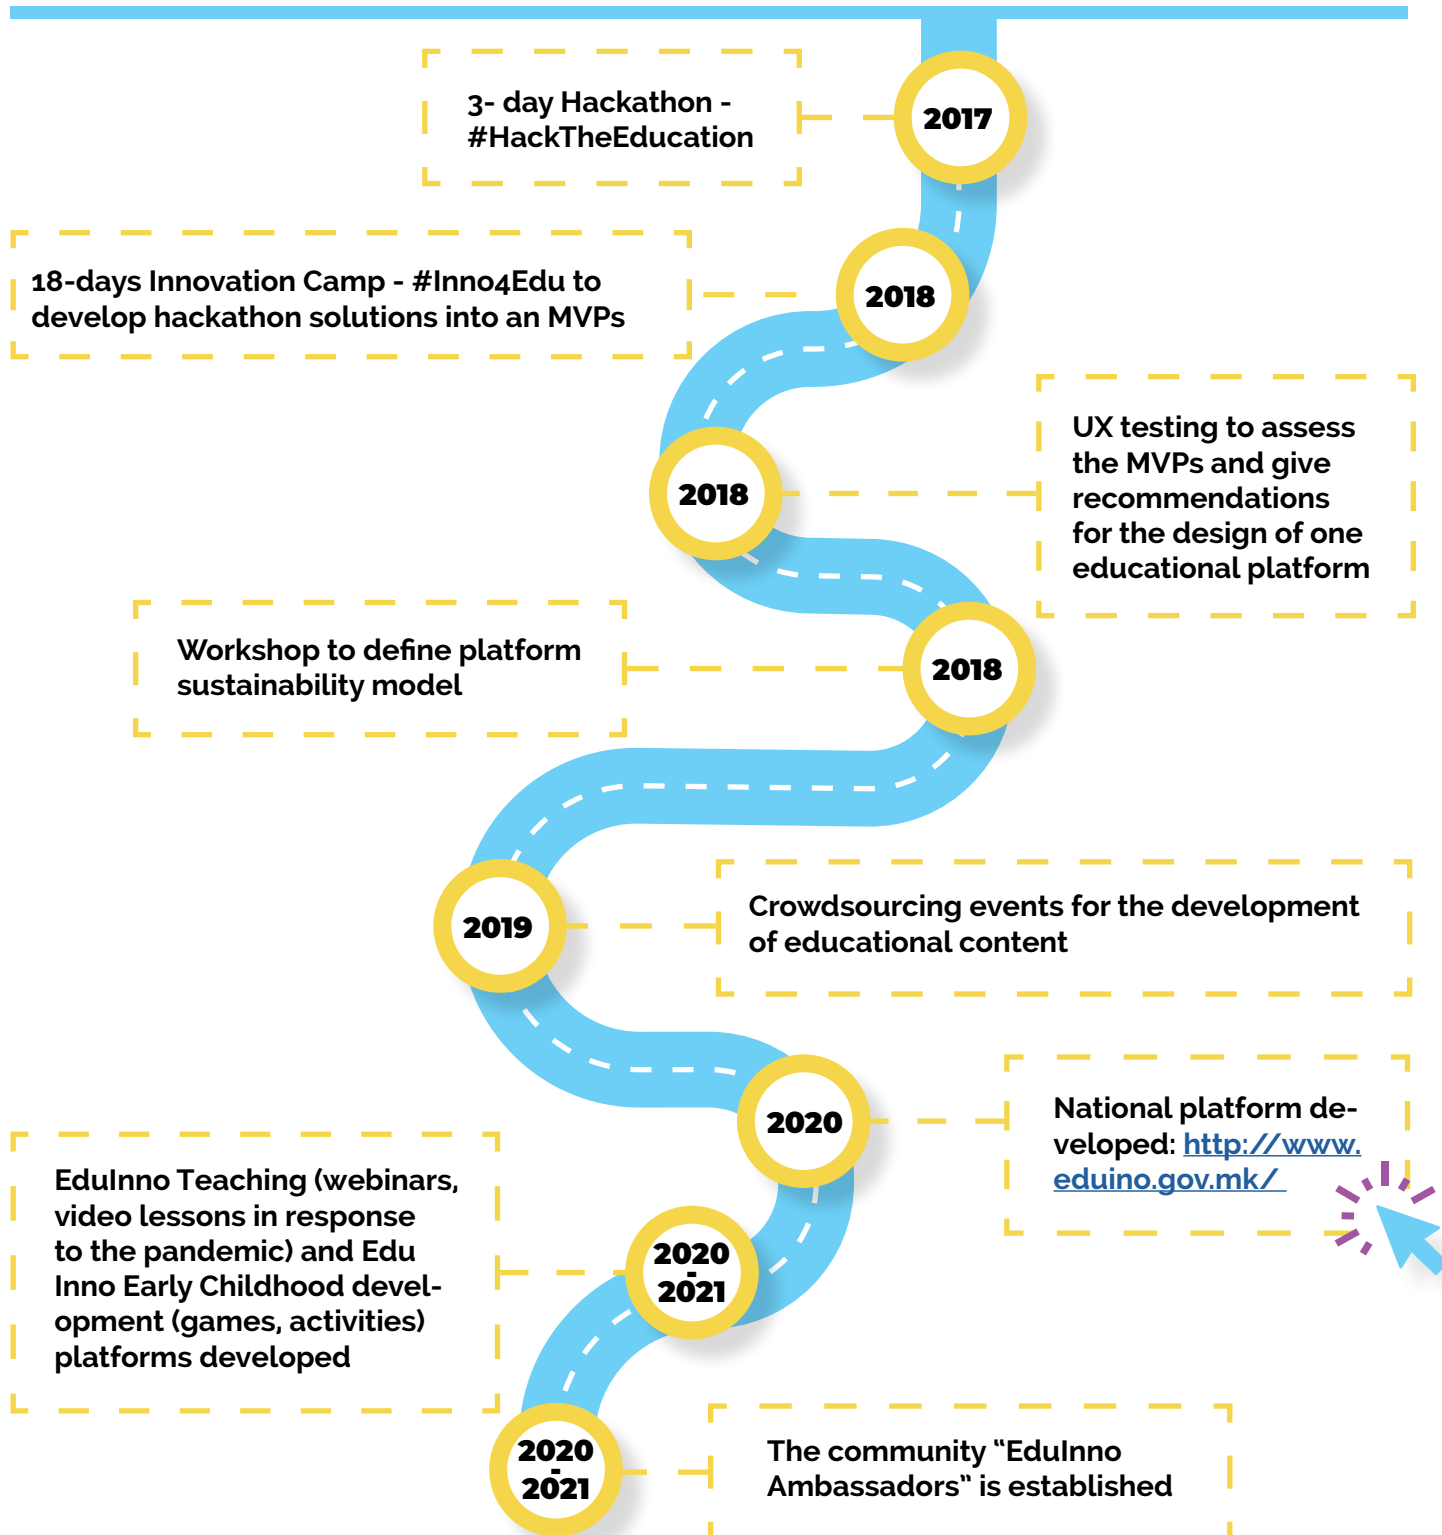 2017
3- day Hackathon -
#HackTheEducation
2018
18-days Innovation Camp - #Inno4Edu to
develop hackathon solutions into an MVPs
2018
UX testing to assess
the MVPs and give
recommendations
for the design of one
educational platform
2018
Workshop to define platform
sustainability model
2019
Crowdsourcing events for the development
of educational content
2020
National platform de-
veloped: http://www.
eduino.gov.mk/
2020
-
2021
EduInno Teaching (webinars,
video lessons in response
to the pandemic) and Edu
Inno Early Childhood devel-
opment (games, activities)
platforms developed
2020
-
2021
The community “EduInno
Ambassadors” is established